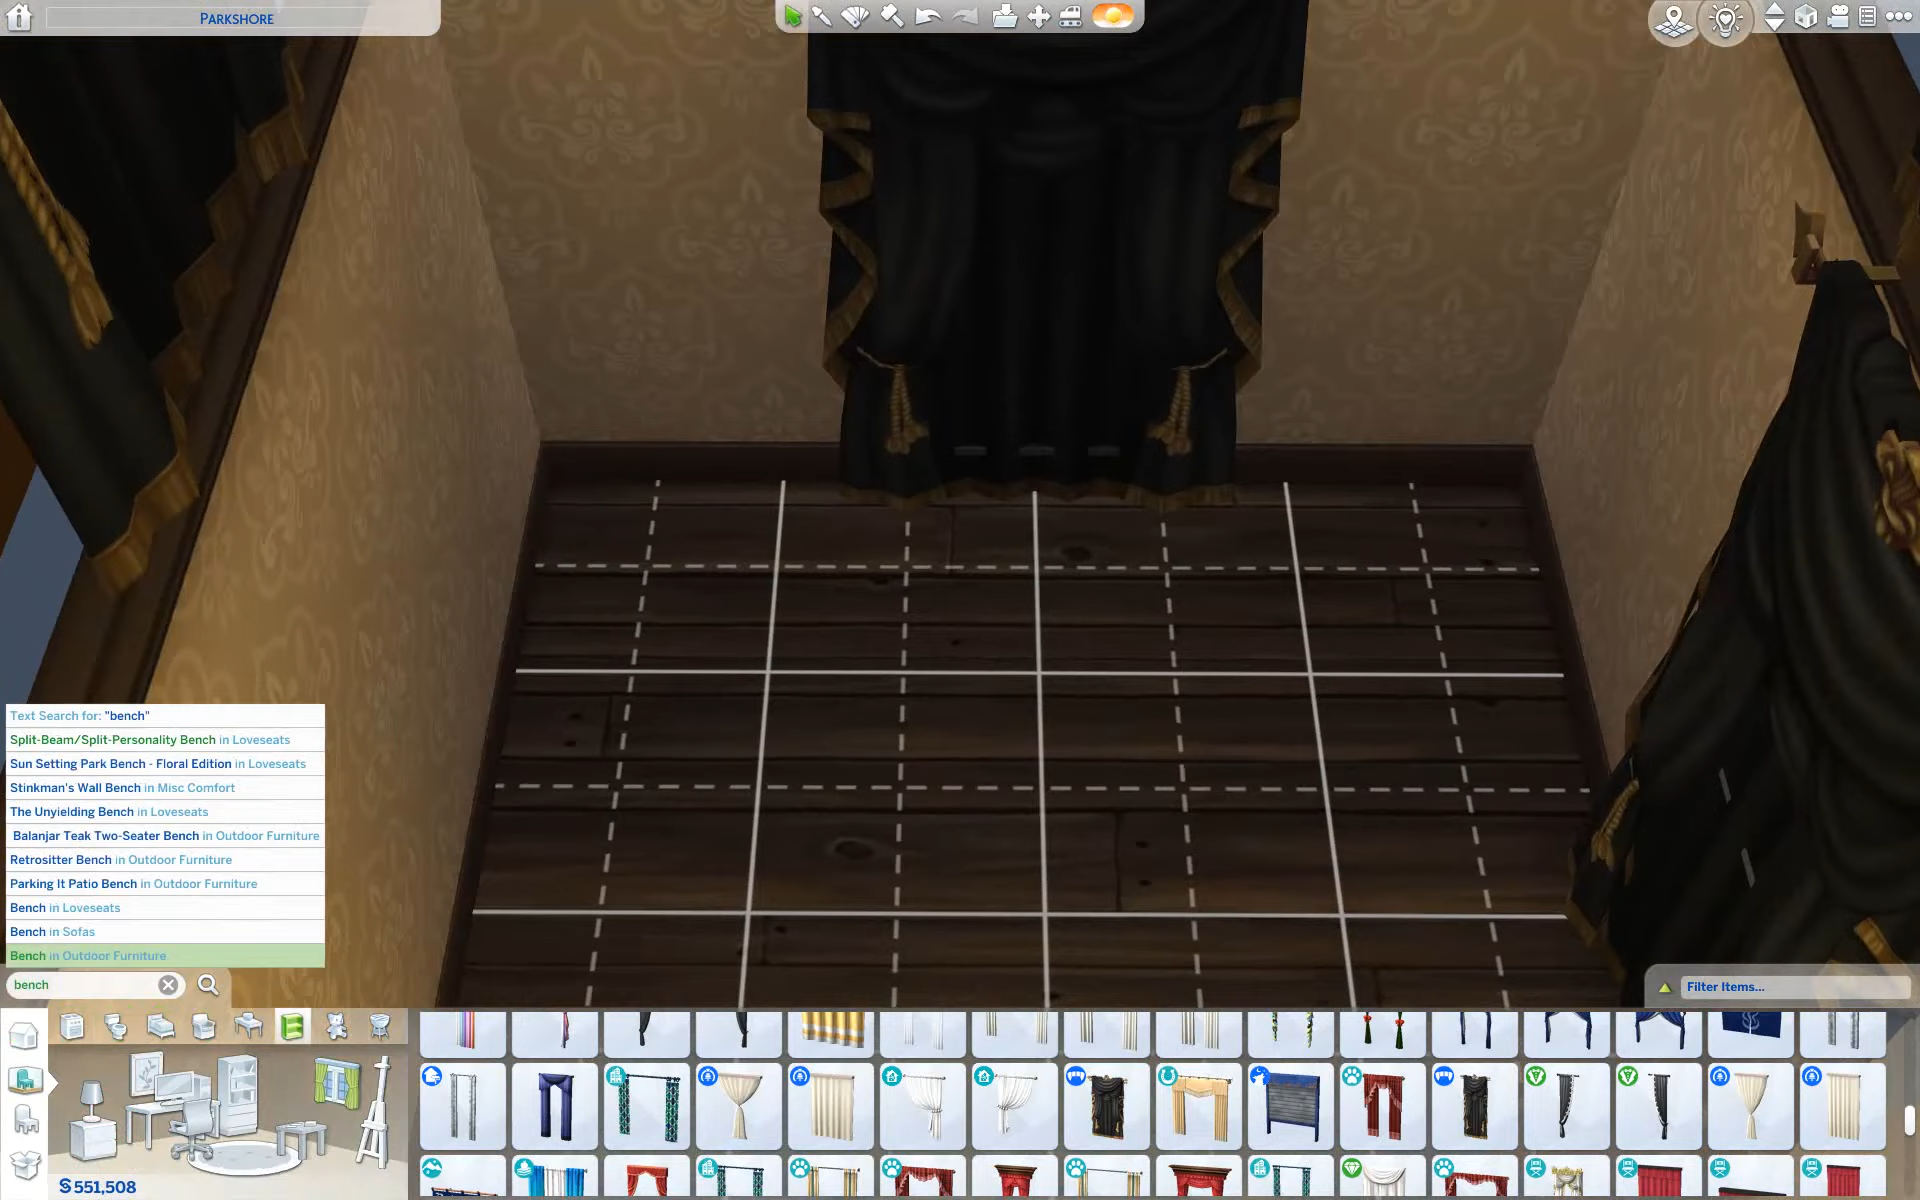 Parkshore
Text Search for: "bench"
Split-Beam/Split-Personality Bench in Loveseats
Sun Setting Park Bench - Floral Edition in Loveseats
Stinkman's Wall Bench in Misc Comfort
The Unyielding Bench in Loveseats
Balanjar Teak Two-Seater Bench in Outdoor Furniture
Retrositter Bench in Outdoor Furniture
Parking It Patio Bench in Outdoor Furniture
Bench in Loveseats
Bench in Sofas
Bench in Outdoor Furniture
bench
Filter Items...
§551,508